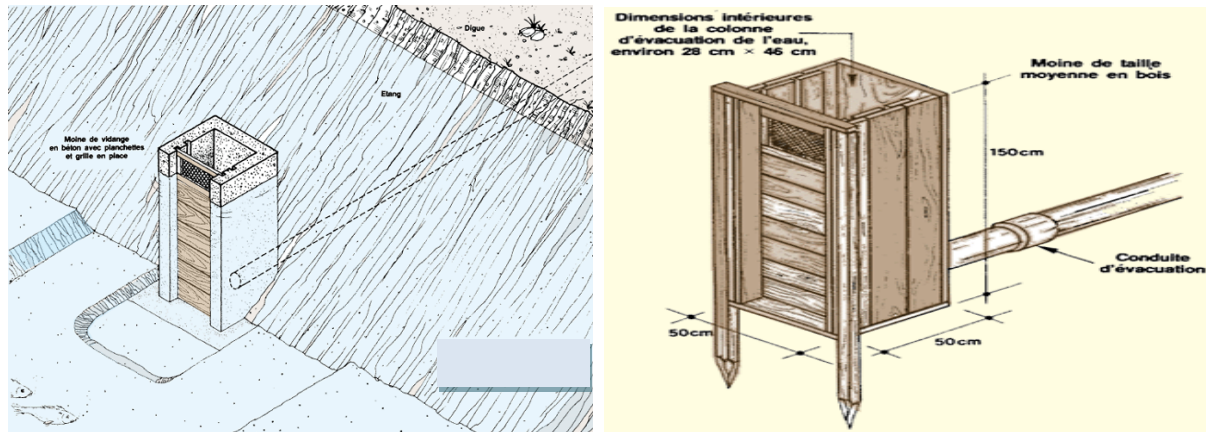 Digue
Etang
Moine de vidange
en béton avec planchettes
et grille en place
Dimensions intérieures
de la colonne
d'évacuation de l'eau,
environ 28 cm × 46 cm
Moine de taille
moyenne en bois
150cm
Conduite
d'évacuation
50cm
50cm